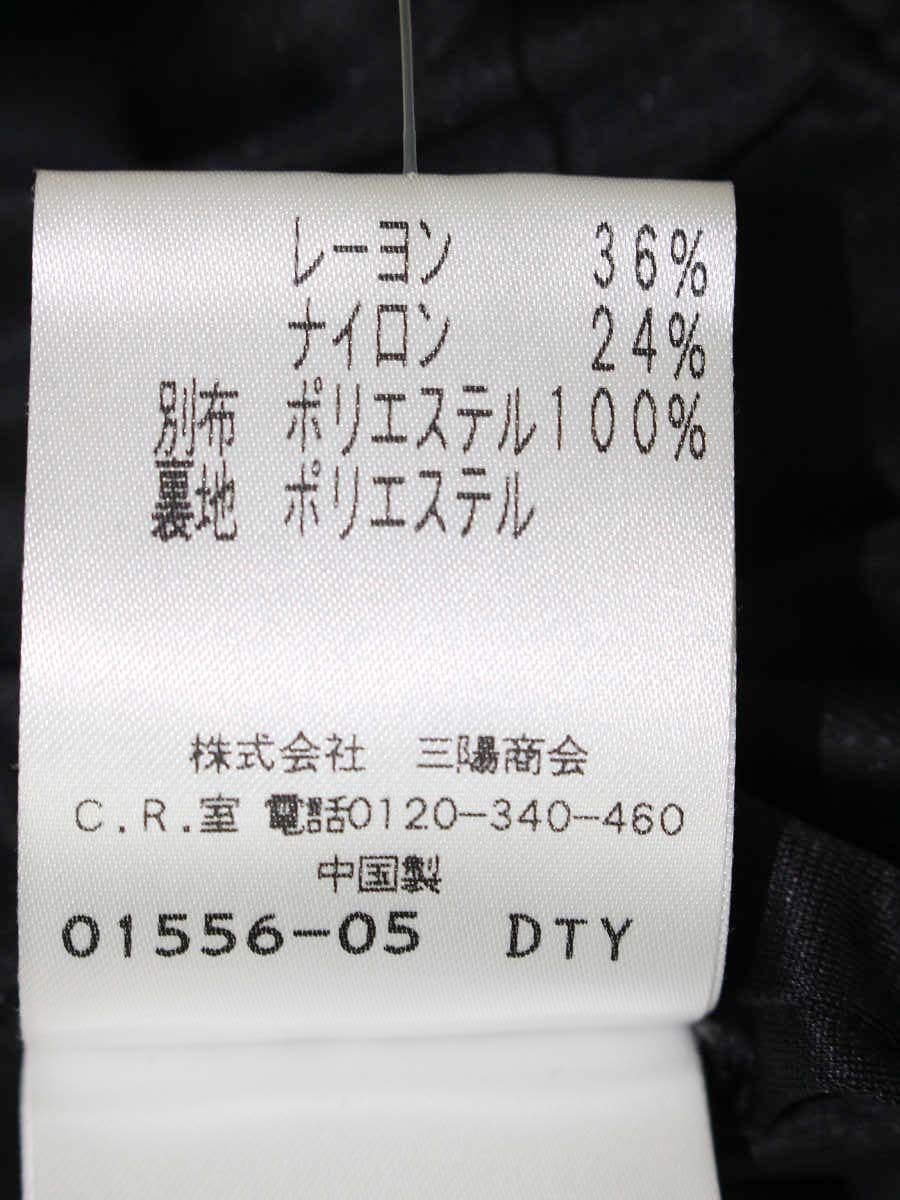 レーヨン 36%
ナイロン 24%
別布 ポリエステル100%
裏地 ポリエステル
株式会社 三陽商会
C.R.室 電話0120-340-460
中国製
01556-05 DTY